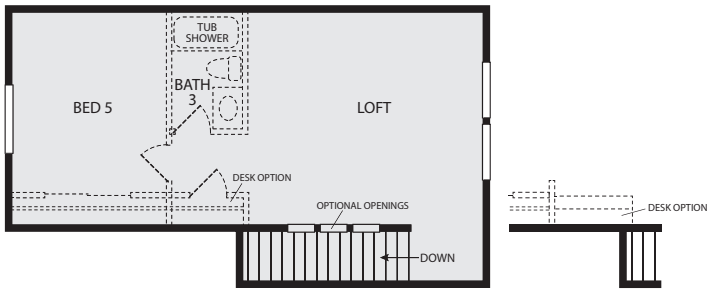 TUB
SHOWER
BATH
3
BED 5
LOFT
DESK OPTION
OPTIONAL OPENINGS
DESK OPTION
DOWN